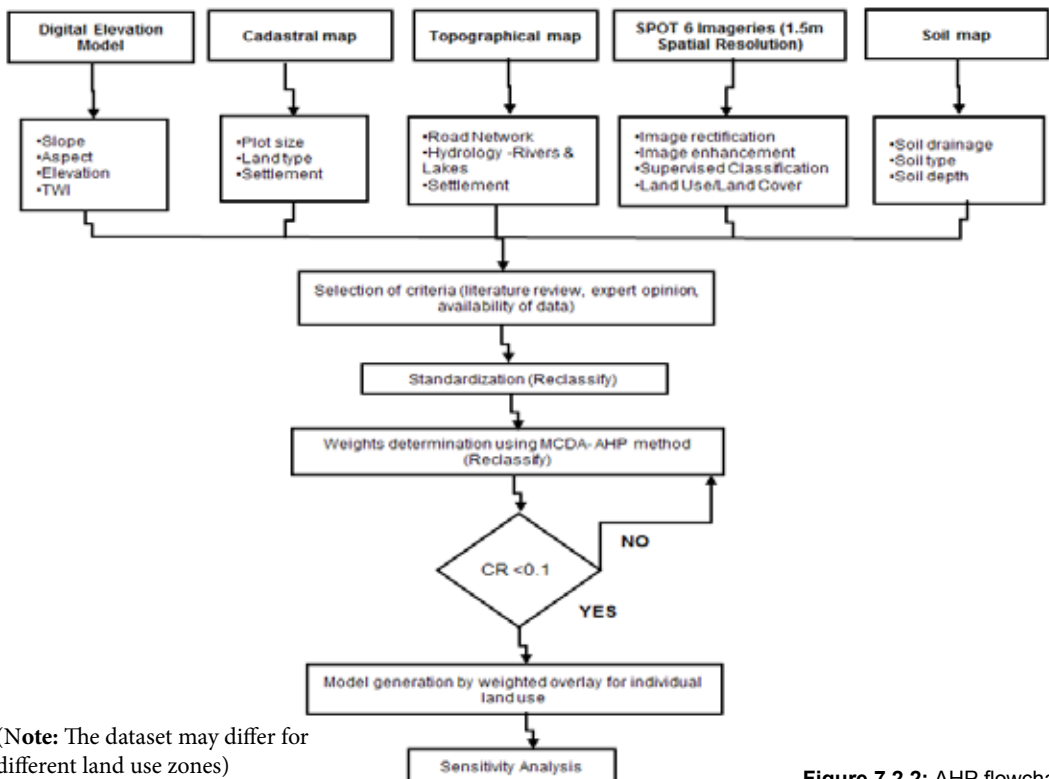 Digital Elevation
Model
Cadastral map
Topographical map
SPOT 6 Imageries (1.5m
Spatial Resolution)
Soil map
•Slope
•Aspect
•Elevation
•TWI
•Plot size
•Land type
•Settlement
•Road Network
•Hydrology -Rivers &
Lakes
•Settlement
•Image rectification
•Image enhancement
•Supervised Classification
•Land Use/Land Cover
•Soil drainage
•Soil type
•Soil depth
Selection of criteria (literature review, expert opinion,
availability of data)
Standardization (Reclassify)
Weights determination using MCDA- AHP method
(Reclassify)
CR <0.1
NO
YES
Model generation by weighted overlay for individual
land use
(Note: The dataset may differ for
different land use zones)
Sensitivity Analysis
Figure 7.2.2: AHP flowcha